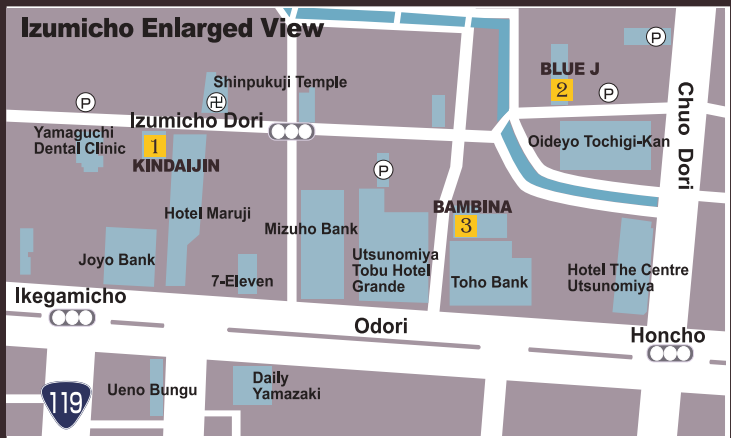 Izumicho Enlarged View
P
BLUE J
2
P
Chuo Dori
Shinpukuji Temple
P
卍
Izumicho Dori
Yamaguchi
Dental Clinic
1
KINDAIJIN
Oideyo Tochigi-Kan
P
Hotel Maruji
BAMBINA
3
Mizuho Bank
Joyo Bank
7-Eleven
Utsunomiya
Tobu Hotel
Grande
Toho Bank
Hotel The Centre
Utsunomiya
Ikegamicho
Odori
Honcho
119
Ueno Bungu
Daily
Yamazaki